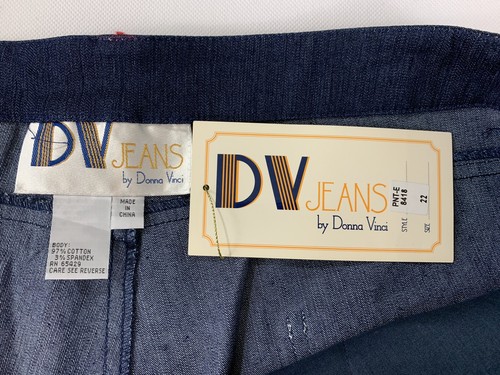 DV JEANS
by Donna Vinci
MADE IN
CHINA
BODY:
97% COTTON
3% SPANDEX
RN 65429
CARE SEE REVERSE
DV JEANS
by Donna Vinci
PNT-E
STYLE 8418
SIZE 22